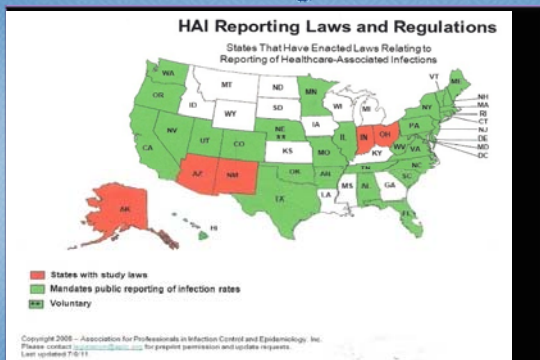 HAI Reporting Laws and Regulations
States That Have Enacted Laws Relating to
Reporting of Healthcare-Associated Infections
WA
OR
CA
NV
ID
MT
WY
UT
CO
AZ
NM
ND
SD
NE
KS
OK
TX
MN
IA
MO
AR
LA
WI
IL
MI
IN
OH
KY
TN
MS
AL
GA
FL
SC
NC
VA
WV
PA
NY
VT
ME
NH
MA
RI
CT
NJ
DE
MD
DC
AK
HI
States with study laws
Mandates public reporting of infection rates
Voluntary
Copyright 2008 – Association for Professionals in Infection Control and Epidemiology, Inc.
Please contact for reprint permission and update requests.
Last updated 7/6/11